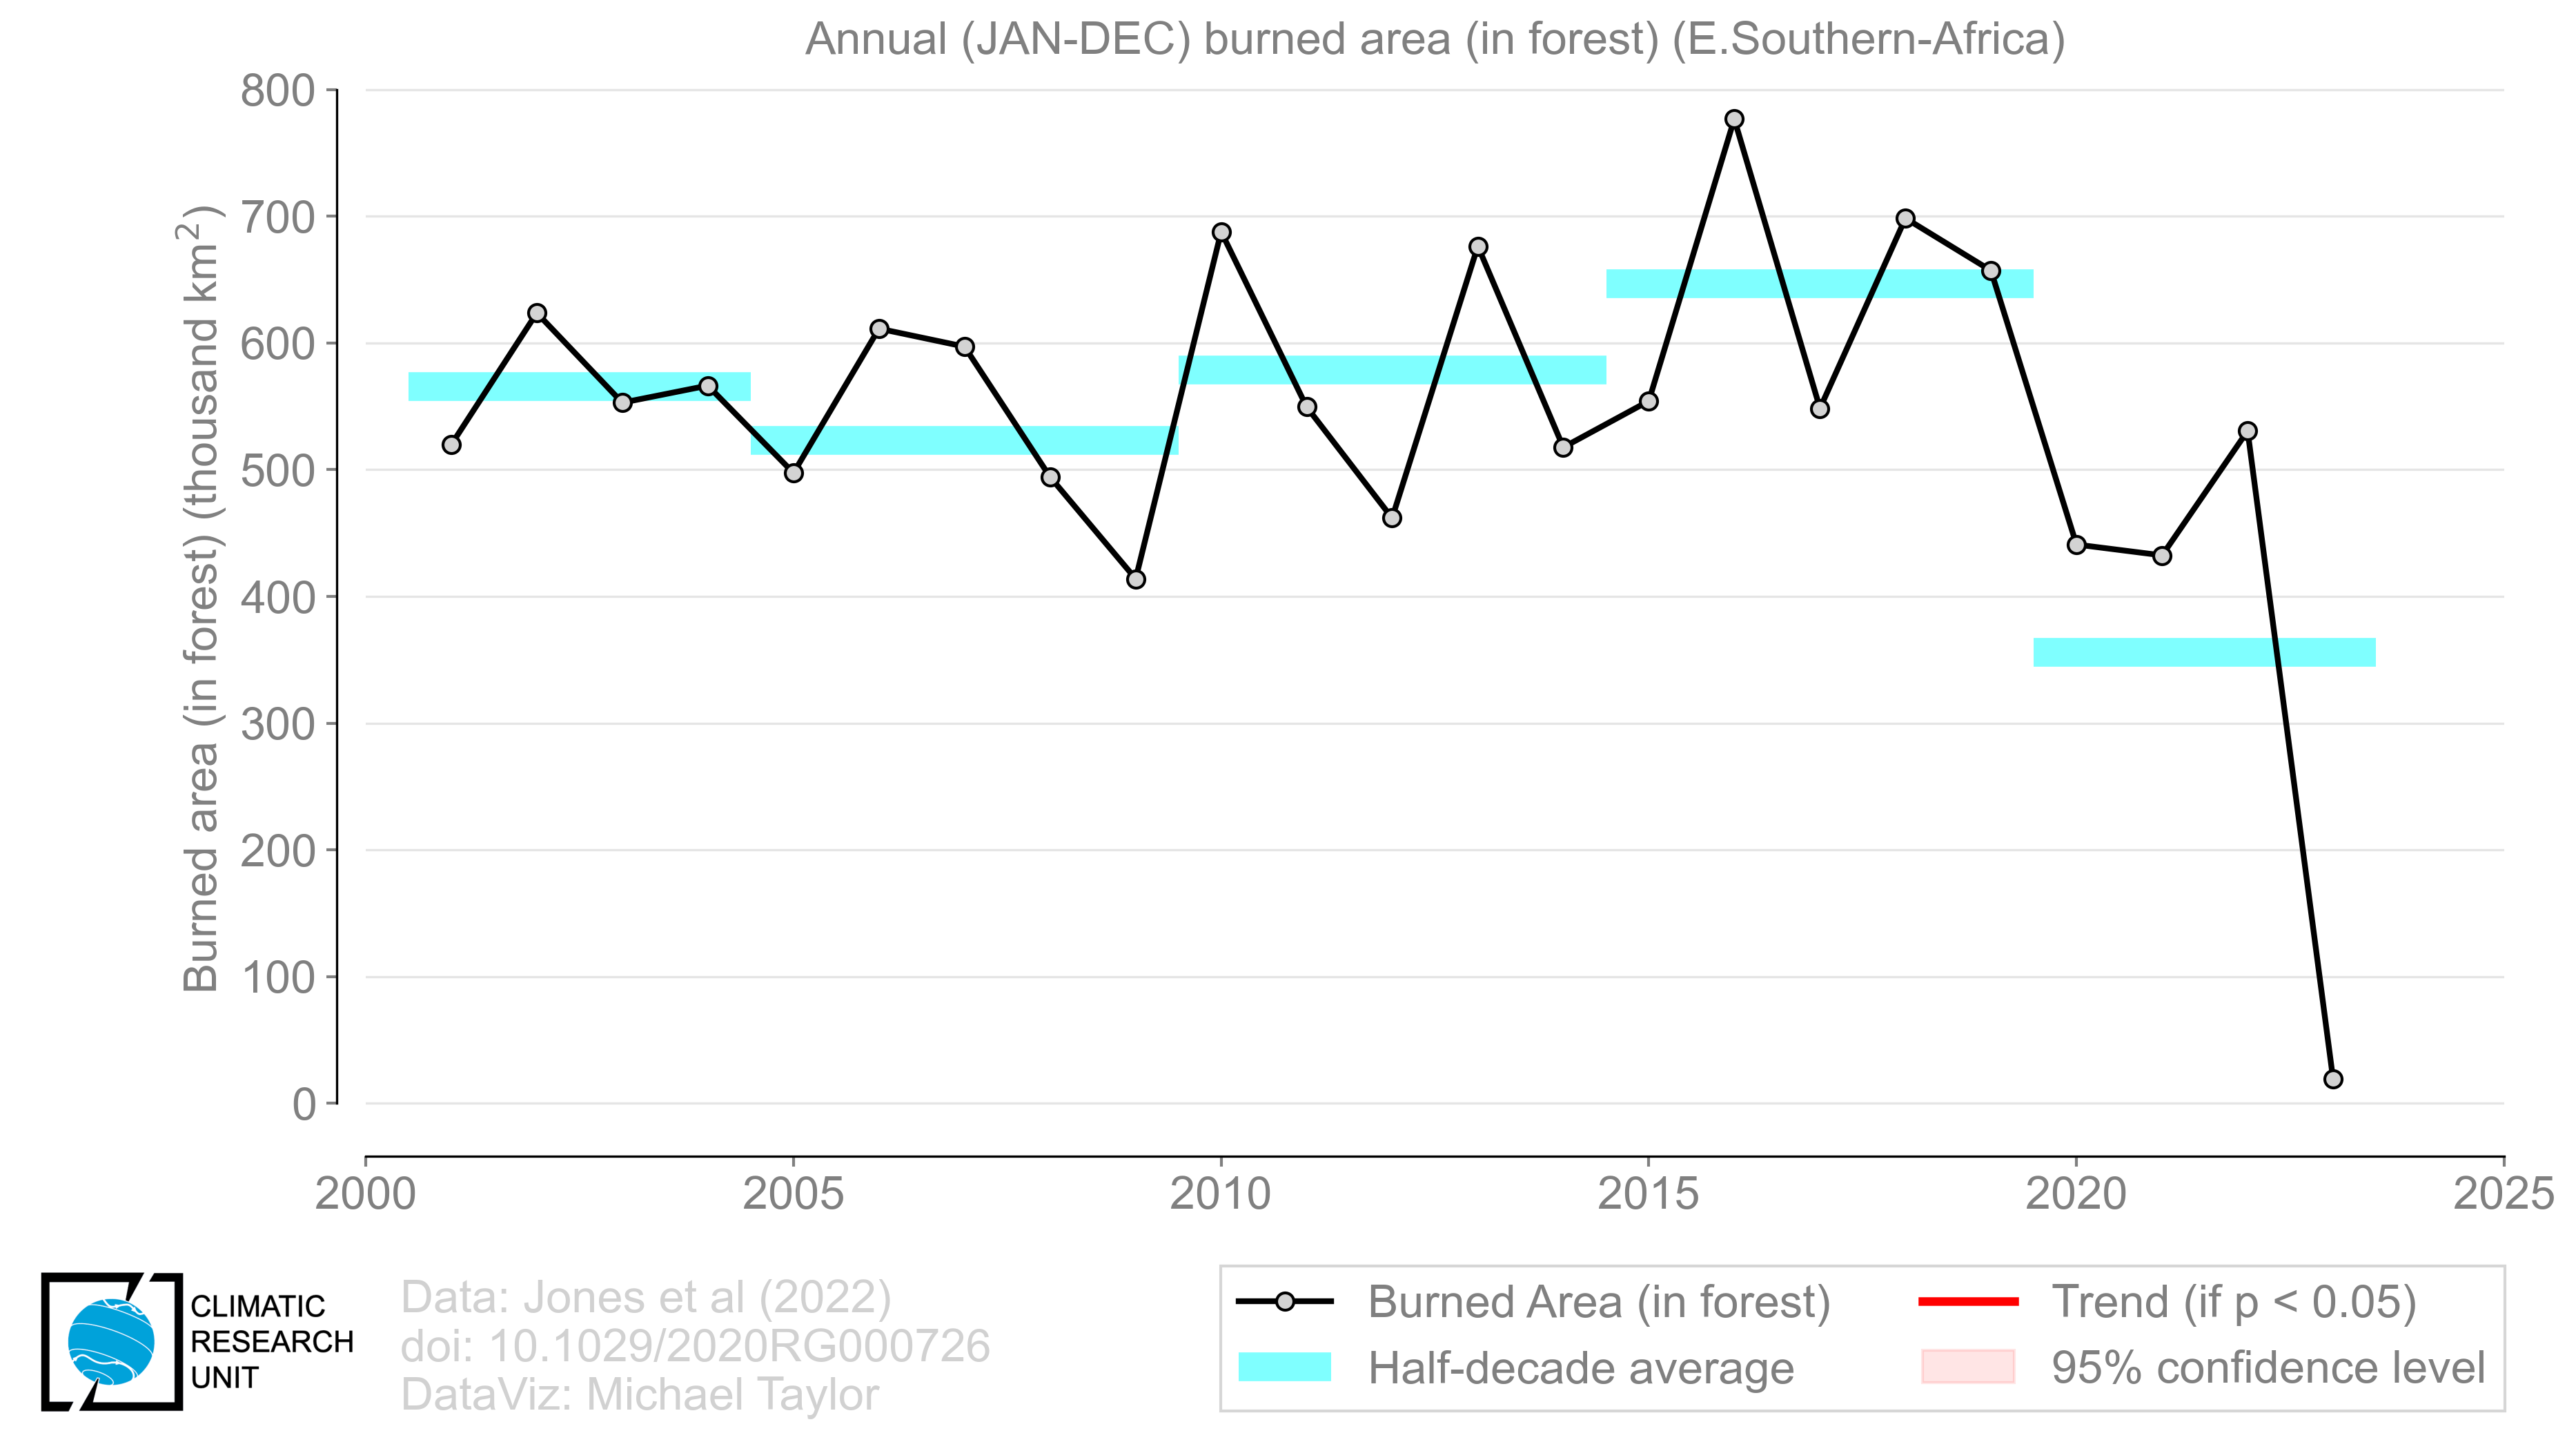 Annual (JAN-DEC) burned area (in forest) (E.Southern-Africa)
Burned area (in forest) (thousand km²)
800
700
600
500
400
300
200
100
0
2000 2005 2010 2015 2020 2025
CLIMATIC
RESEARCH
UNIT
Data: Jones et al (2022)
doi: 10.1029/2020RG000726
DataViz: Michael Taylor
Burned Area (in forest)
Half-decade average
Trend (if p < 0.05)
95% confidence level